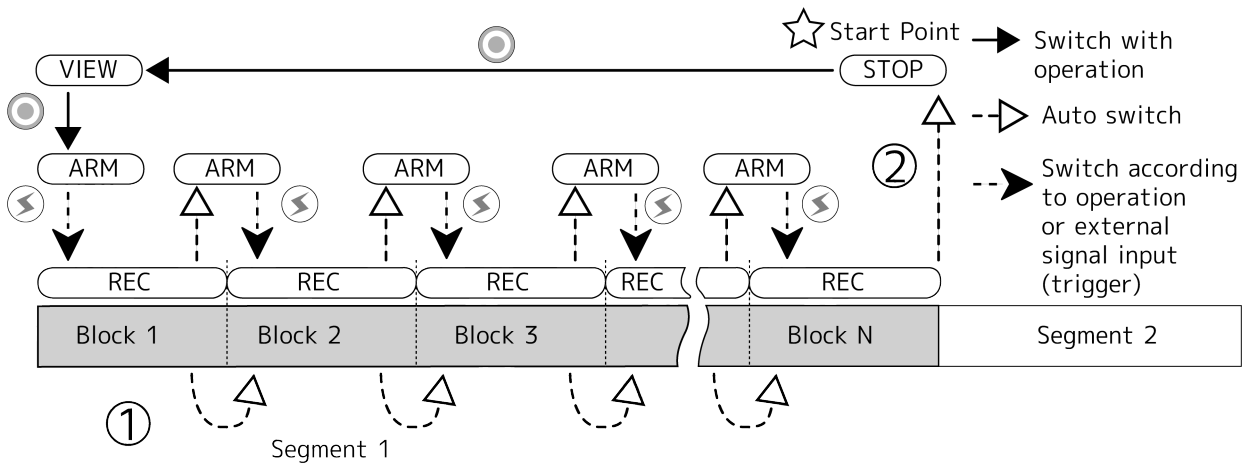 Start Point
Switch with
operation
VIEW
STOP
Auto switch
ARM ARM ARM ARM ARM
②
Switch according
to operation
or external
signal input
(trigger)
REC REC REC REC REC
Block 1 Block 2 Block 3 Block N Segment 2
①
Segment 1